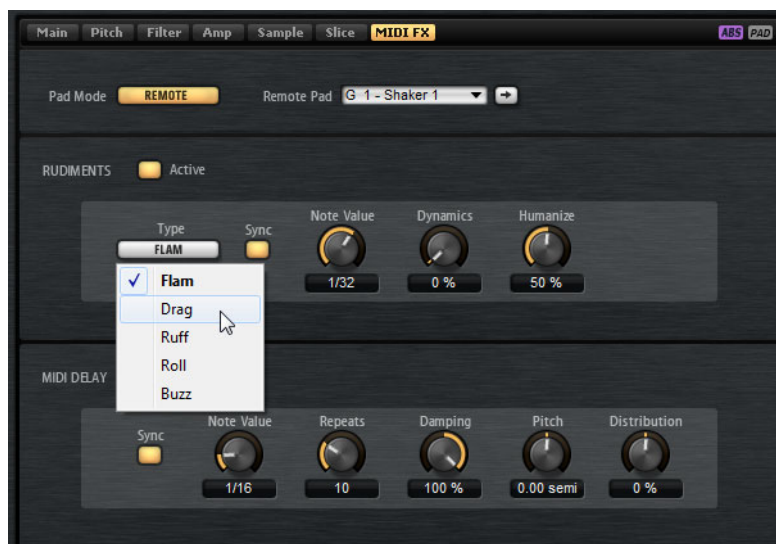 Main Pitch Filter Amp Sample Slice MIDI FX ABS PAD
Pad Mode REMOTE Remote Pad G 1 - Shaker 1
RUDIMENTS Active
Type Sync Note Value Dynamics Humanize
FLAM 1/32 0 % 50 %
Flam
Drag
Ruff
Roll
Buzz
MIDI DELAY
Sync Note Value Repeats Damping Pitch Distribution
1/16 10 100 % 0.00 semi 0 %